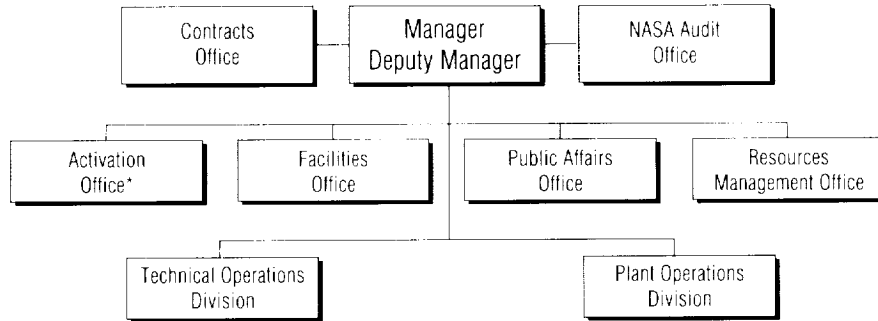 Contracts
Office
Manager
Deputy Manager
NASA Audit
Office
Activation
Office*
Facilities
Office
Public Affairs
Office
Resources
Management Office
Technical Operations
Division
Plant Operations
Division